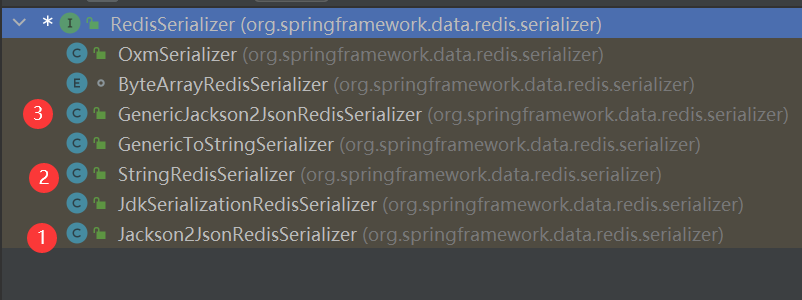 * I RedisSerializer (org.springframework.data.redis.serializer)
C OxmSerializer (org.springframework.data.redis.serializer)
E ByteArrayRedisSerializer (org.springframework.data.redis.serializer)
3 C GenericJackson2JsonRedisSerializer (org.springframework.data.redis.serializer)
C GenericToStringSerializer (org.springframework.data.redis.serializer)
2 C StringRedisSerializer (org.springframework.data.redis.serializer)
C JdkSerializationRedisSerializer (org.springframework.data.redis.serializer)
1 C Jackson2JsonRedisSerializer (org.springframework.data.redis.serializer)